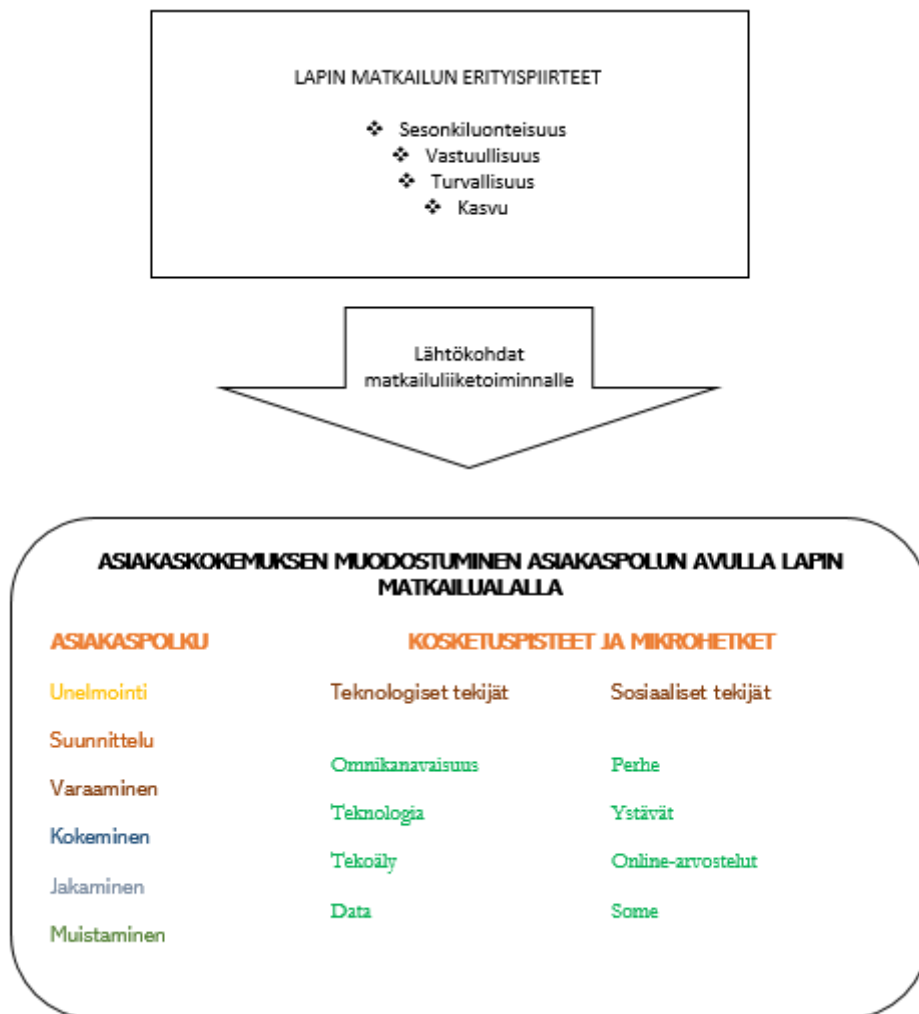 LAPIN MATKAILUN ERITYISPIIRTEET
❖ Sesonkiluonteisuus
❖ Vastuullisuus
❖ Turvallisuus
❖ Kasvu
Lähtökohdat
matkailuliiketoiminnalle
ASIAKASKOKEMUKSEN MUODOSTUMINEN ASIAKASPOLUN AVULLA LAPIN
MATKAILUALALLA
ASIAKASPOLKU
Unelmointi
Suunnittelu
Varaaminen
Kokeminen
Jakaminen
Muistaminen
KOSKETUSPISTEET JA MIKROHETKET
Teknologiset tekijät
Omnikanavaisuus
Teknologia
Tekoäly
Data
Sosiaaliset tekijät
Perhe
Ystävät
Online-arvostelut
Some